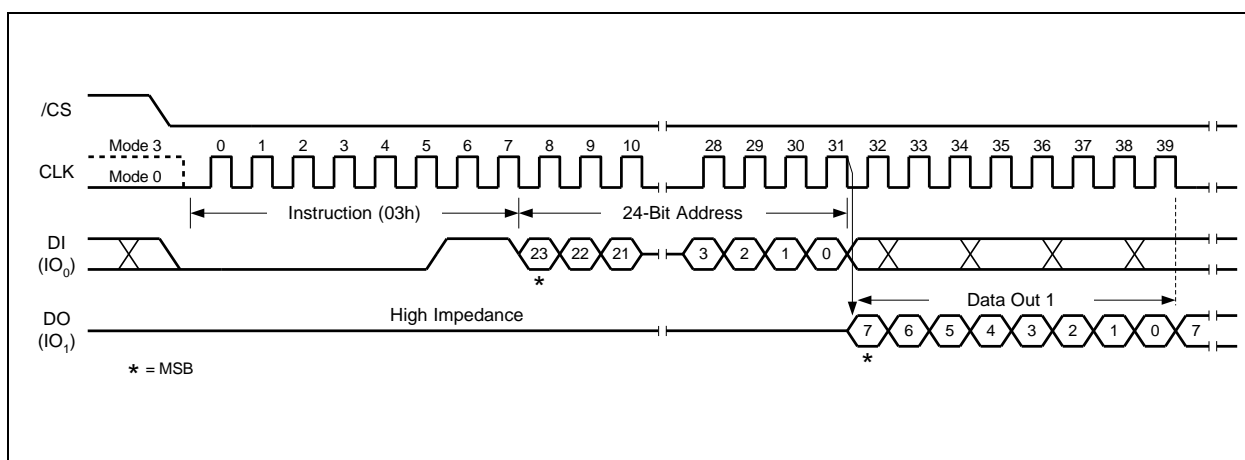 /CS
Mode 3 0 1 2 3 4 5 6 7 8 9 10 28 29 30 31 32 33 34 35 36 37 38 39
CLK
Mode 0
Instruction (03h) 24-Bit Address
DI
(IO₀)
23 22 21 3 2 1 0
*
High Impedance Data Out 1
DO
(IO₁)
7 6 5 4 3 2 1 0 7
*
* = MSB